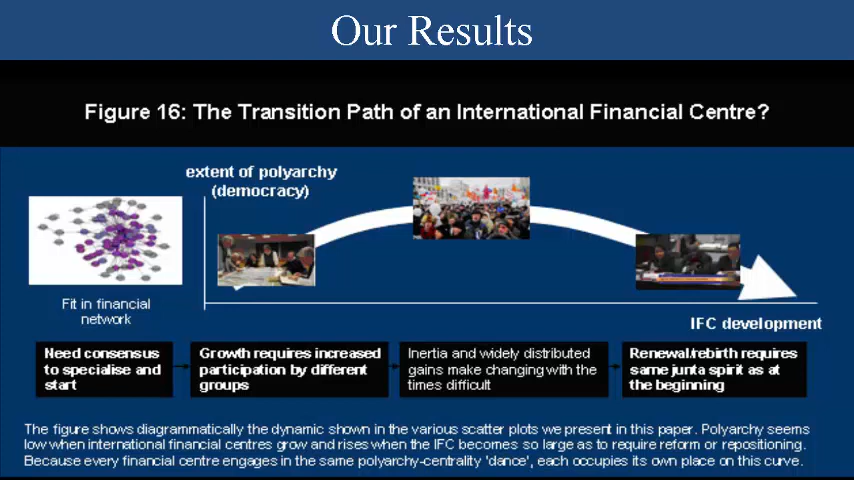 Our Results
Figure 16: The Transition Path of an International Financial Centre?
extent of polyarchy
(democracy)
Fit in financial
network
IFC development
Need consensus
to specialise and
start
Growth requires increased
participation by different
groups
Inertia and widely distributed
gains make changing with the
times difficult
Renewal/rebirth requires
same junta spirit as at
the beginning
The figure shows diagrammatically the dynamic shown in the various scatter plots we present in this paper. Polyarchy seems
low when international financial centres grow and rises when the IFC becomes so large as to require reform or repositioning.
Because every financial centre engages in the same polyarchy-centrality 'dance', each occupies its own place on this curve.